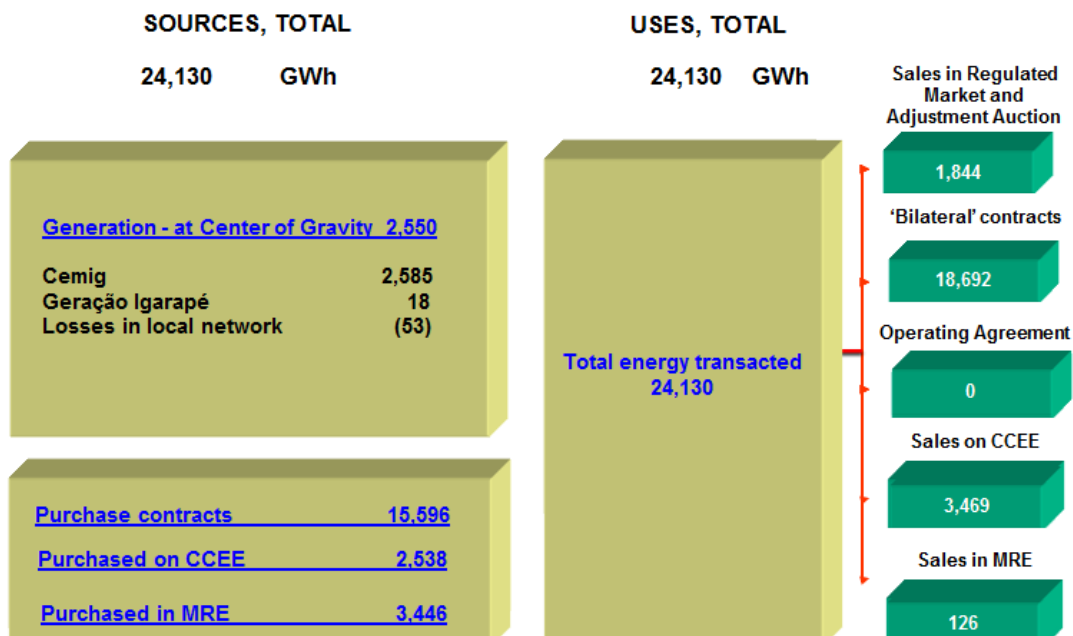 SOURCES, TOTAL
24,130 GWh
Generation - at Center of Gravity 2,550
Cemig 2,585
Geração Igarapé 18
Losses in local network (53)
Purchase contracts 15,596
Purchased on CCEE 2,538
Purchased in MRE 3,446
USES, TOTAL
24,130 GWh
Total energy transacted
24,130
Sales in Regulated
Market and
Adjustment Auction
1,844
‘Bilateral’ contracts
18,692
Operating Agreement
0
Sales on CCEE
3,469
Sales in MRE
126